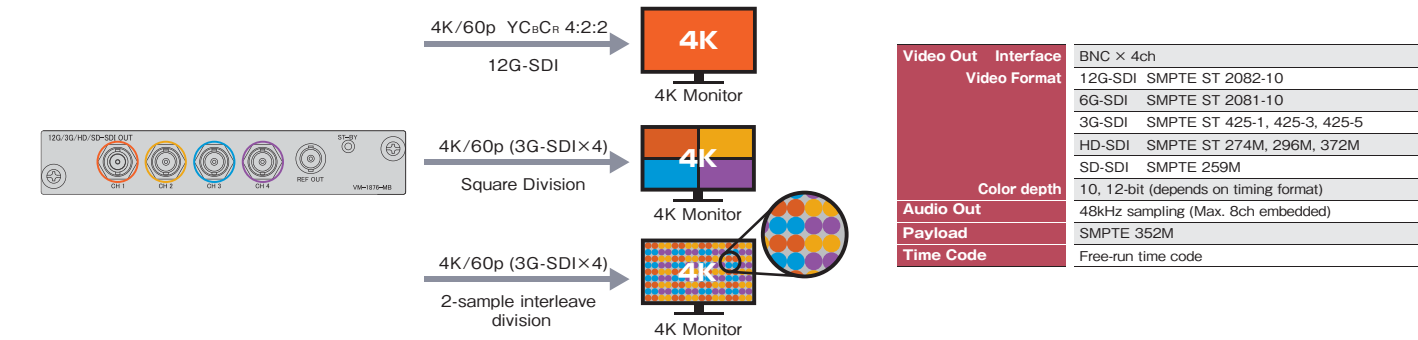 12G/3G/HD/SD-SDI OUT
ST-BY
CH 1
CH 2
CH 3
CH 4
REF OUT
VM-1876-MB
4K/60p YCBCR 4:2:2
12G-SDI
4K
4K Monitor
4K/60p (3G-SDI×4)
Square Division
4K
4K Monitor
4K/60p (3G-SDI×4)
2-sample interleave
division
4K
4K Monitor
Video Out Interface BNC × 4ch
Video Format 12G-SDI SMPTE ST 2082-10
6G-SDI SMPTE ST 2081-10
3G-SDI SMPTE ST 425-1, 425-3, 425-5
HD-SDI SMPTE ST 274M, 296M, 372M
SD-SDI SMPTE 259M
Color depth 10, 12-bit (depends on timing format)
Audio Out 48kHz sampling (Max. 8ch embedded)
Payload SMPTE 352M
Time Code Free-run time code